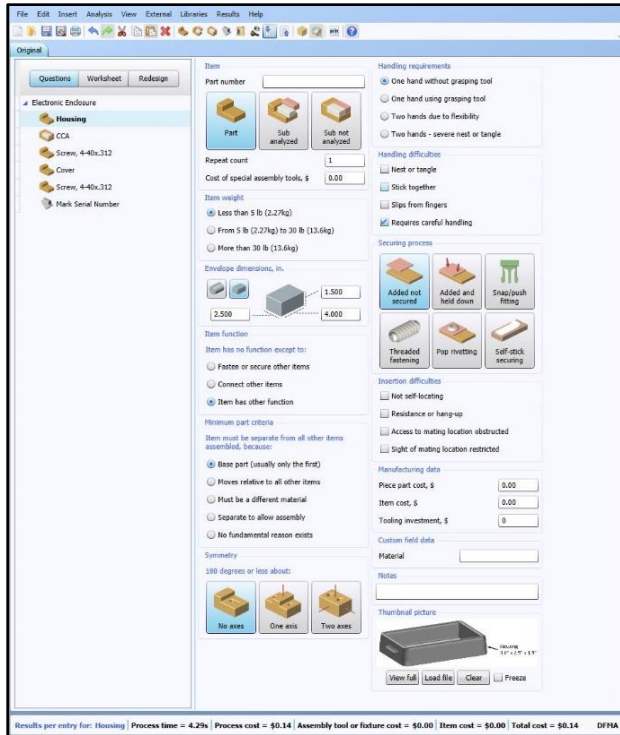 File Edit Insert Analysis View External Libraries Results Help
Original
Questions Worksheet Redesign
Electronic Enclosure
Housing
CCA
Screw, 4-40x.312
Cover
Screw, 4-40x.312
Mark Serial Number
Item
Part number
Part
Sub analyzed
Sub not analyzed
Repeat count 1
Cost of special assembly tools, $ 0.00
Item weight
Less than 5 lb (2.27kg)
From 5 lb (2.27kg) to 30 lb (13.6kg)
More than 30 lb (13.6kg)
Envelope dimensions, in.
1.500
2.500 4.000
Item function
Item has no function except to:
Fasten or secure other items
Connect other items
Item has other function
Minimum part criteria
Item must be separate from all other items
assembled, because:
Base part (usually only the first)
Moves relative to all other items
Must be a different material
Separate to allow assembly
No fundamental reason exists
Symmetry
180 degrees or less about:
No axes One axis Two axes
Handling requirements
One hand without grasping tool
One hand using grasping tool
Two hands due to flexibility
Two hands - severe nest or tangle
Handling difficulties
Nest or tangle
Stick together
Slips from fingers
Requires careful handling
Securing process
Added not secured
Added and held down
Snap/push fitting
Threaded fastening
Pop rivetting
Self-stick securing
Insertion difficulties
Not self-locating
Resistance or hang-up
Access to mating location obstructed
Sight of mating location restricted
Manufacturing data
Piece part cost, $ 0.00
Item cost, $ 0.00
Tooling investment, $ 0
Custom field data
Material
Notes
Thumbnail picture
View full Load file Clear Freeze
Results per entry for: Housing Process time = 4.29s Process cost = $0.14 Assembly tool or fixture cost = $0.00 Item cost = $0.00 Total cost = $0.14 DFMA